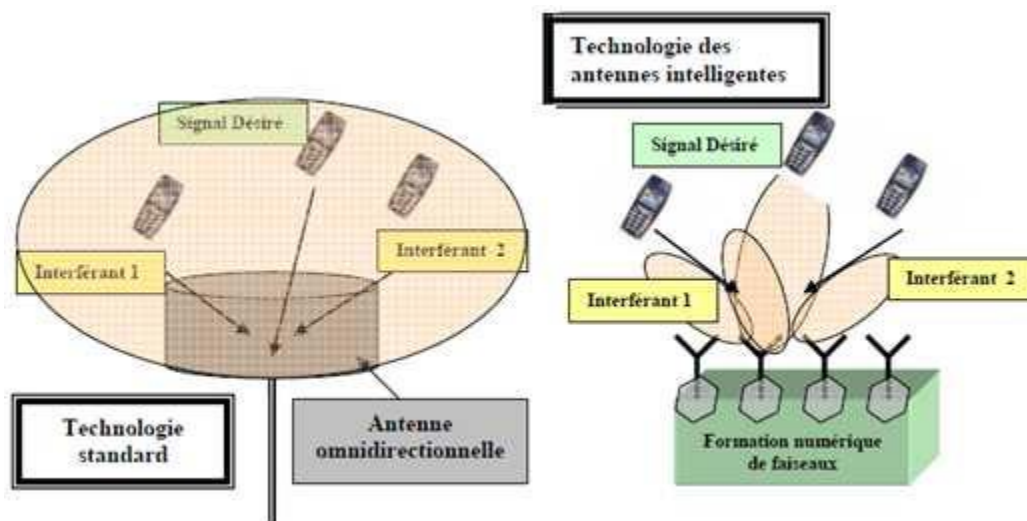 Signal Désiré
Interférant 1
Interférant 2
Technologie
standard
Antenne
omnidirectionnelle
Technologie des
antennes intelligentes
Signal Désiré
Interférant 1
Interférant 2
Formation numérique
de faiseaux